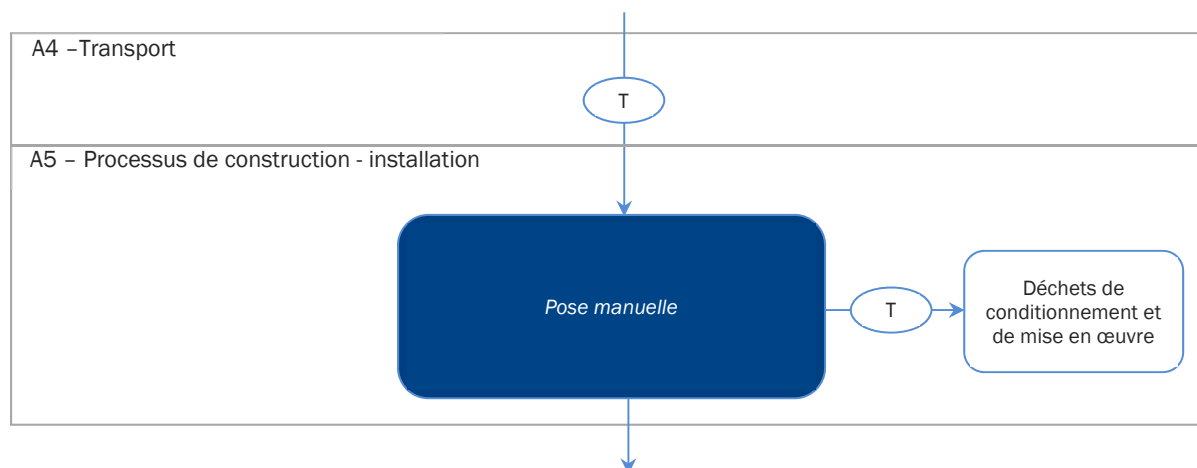 A4 –Transport
T
A5 – Processus de construction - installation
Pose manuelle
T
Déchets de
conditionnement et
de mise en œuvre